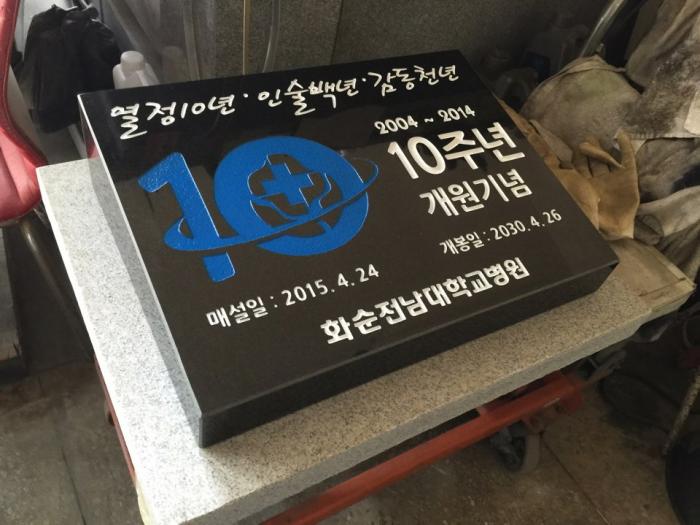 열정10년·인술백년·감동천년
10
2004 ~ 2014
10주년
개원기념
매설일 : 2015. 4. 24
개봉일 : 2030. 4. 26
화순전남대학교병원